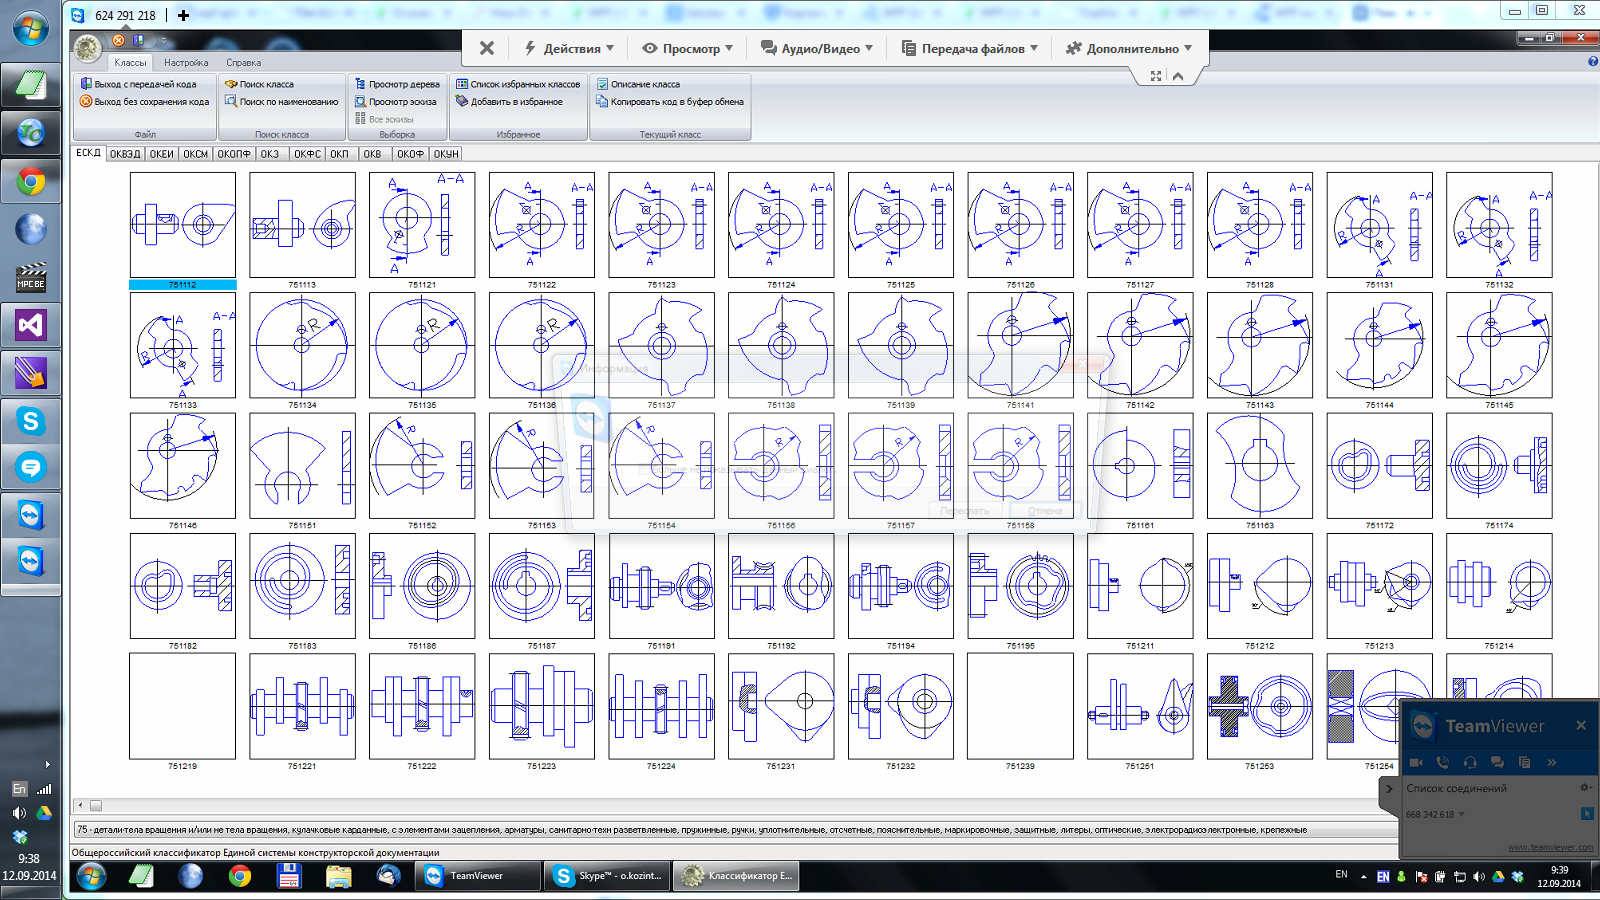 624 291 218
Действия
Просмотр
Аудио/Видео
Передача файлов
Дополнительно
Классы
Настройка
Справка
Выход с передачей кода
Поиск класса
Просмотр дерева
Список избранных классов
Описание класса
Выход без сохранения кода
Поиск по наименованию
Просмотр эскиза
Добавить в избранное
Копировать код в буфер обмена
Все эскизы
Файл
Поиск класса
Выборка
Избранное
Текущий класс
ЕСКД ОКВЭД ОКЕИ ОКСМ ОКОПФ ОКЗ ОКФС ОКП ОКВ ОКОФ ОКУН
751112 751113 751121 751122 751123 751124 751125 751126 751127 751128 751131 751132
751133 751134 751135 751136 751137 751138 751139 751141 751142 751143 751144 751145
Информация
751146 751151 751152 751153 751154 751156 751157 751158 751161 751163 751172 751174
Больше не показывать данный диалог
Переслать
Отмена
751182 751183 751186 751187 751191 751192 751194 751195 751211 751212 751213 751214
751219 751221 751222 751223 751224 751231 751232 751239 751251 751253 751254
TeamViewer
Список соединений
668 342 618
www.teamviewer.com
75 - детали-тела вращения и/или не тела вращения, кулачковые карданные, с элементами зацепления, арматуры, санитарно-техн разветвленные, пружинные, ручки, уплотнительные, отсчетные, пояснительные, маркировочные, защитные, литеры, оптические, электрорадиоэлектронные, крепежные
Общероссийский классификатор Единой системы конструкторской документации
TeamViewer
Skype™ - o.kozint...
Классификатор Е...
EN
EN
9:39
12.09.2014
MPC BE
En
9:38
12.09.2014